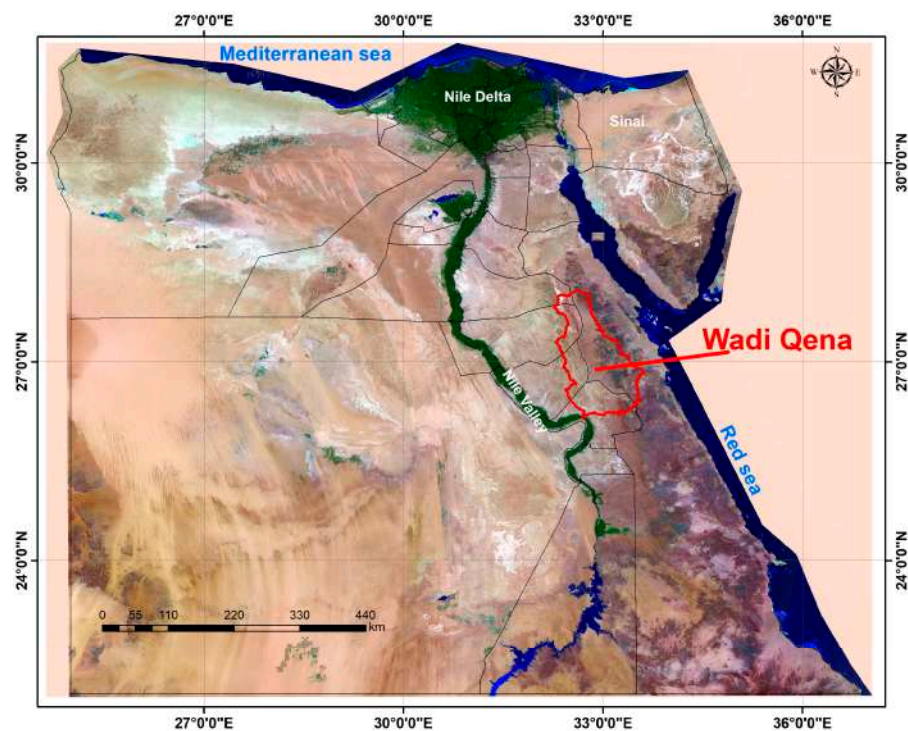 27°0'0"E 30°0'0"E 33°0'0"E 36°0'0"E
Mediterranean sea
N
W E
S
Nile Delta
Sinai
30°0'0"N 30°0'0"N
Wadi Qena
27°0'0"N 27°0'0"N
Nile Valley
Red sea
24°0'0"N 24°0'0"N
0 55 110 220 330 440
km
27°0'0"E 30°0'0"E 33°0'0"E 36°0'0"E